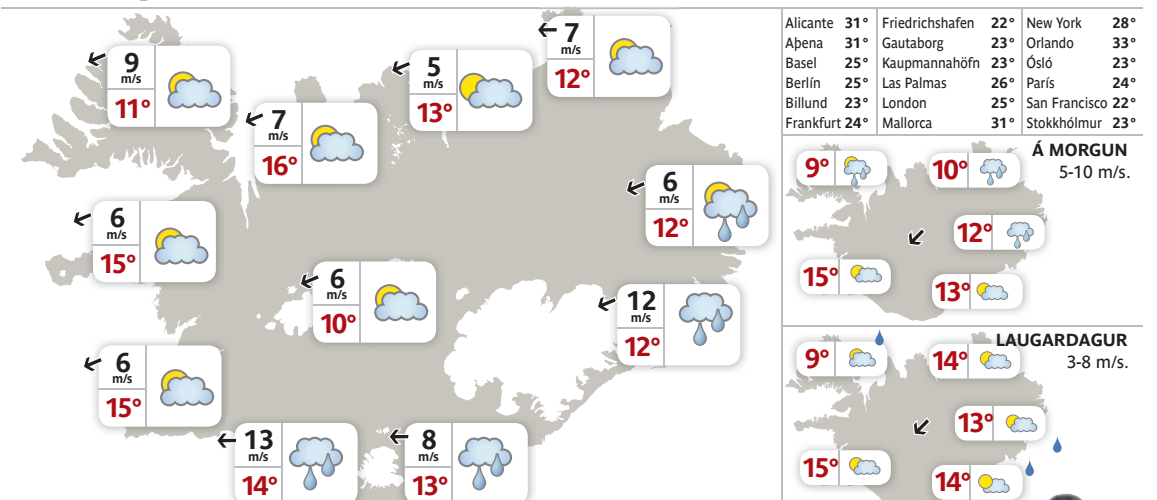 9
m/s
11°
7
m/s
16°
5
m/s
13°
7
m/s
12°
6
m/s
15°
6
m/s
12°
6
m/s
10°
12
m/s
12°
6
m/s
15°
13
m/s
14°
8
m/s
13°
Alicante 31°
Aþena 31°
Basel 25°
Berlín 25°
Billund 23°
Frankfurt 24°
Friedrichshafen 22°
Gautaborg 23°
Kaupmannahöfn 23°
Las Palmas 26°
London 25°
Mallorca 31°
New York 28°
Orlando 33°
Ósló 23°
París 24°
San Francisco 22°
Stokkhólmur 23°
Á MORGUN
5-10 m/s.
9°
10°
12°
15°
13°
LAUGARDAGUR
3-8 m/s.
9°
14°
13°
15°
14°